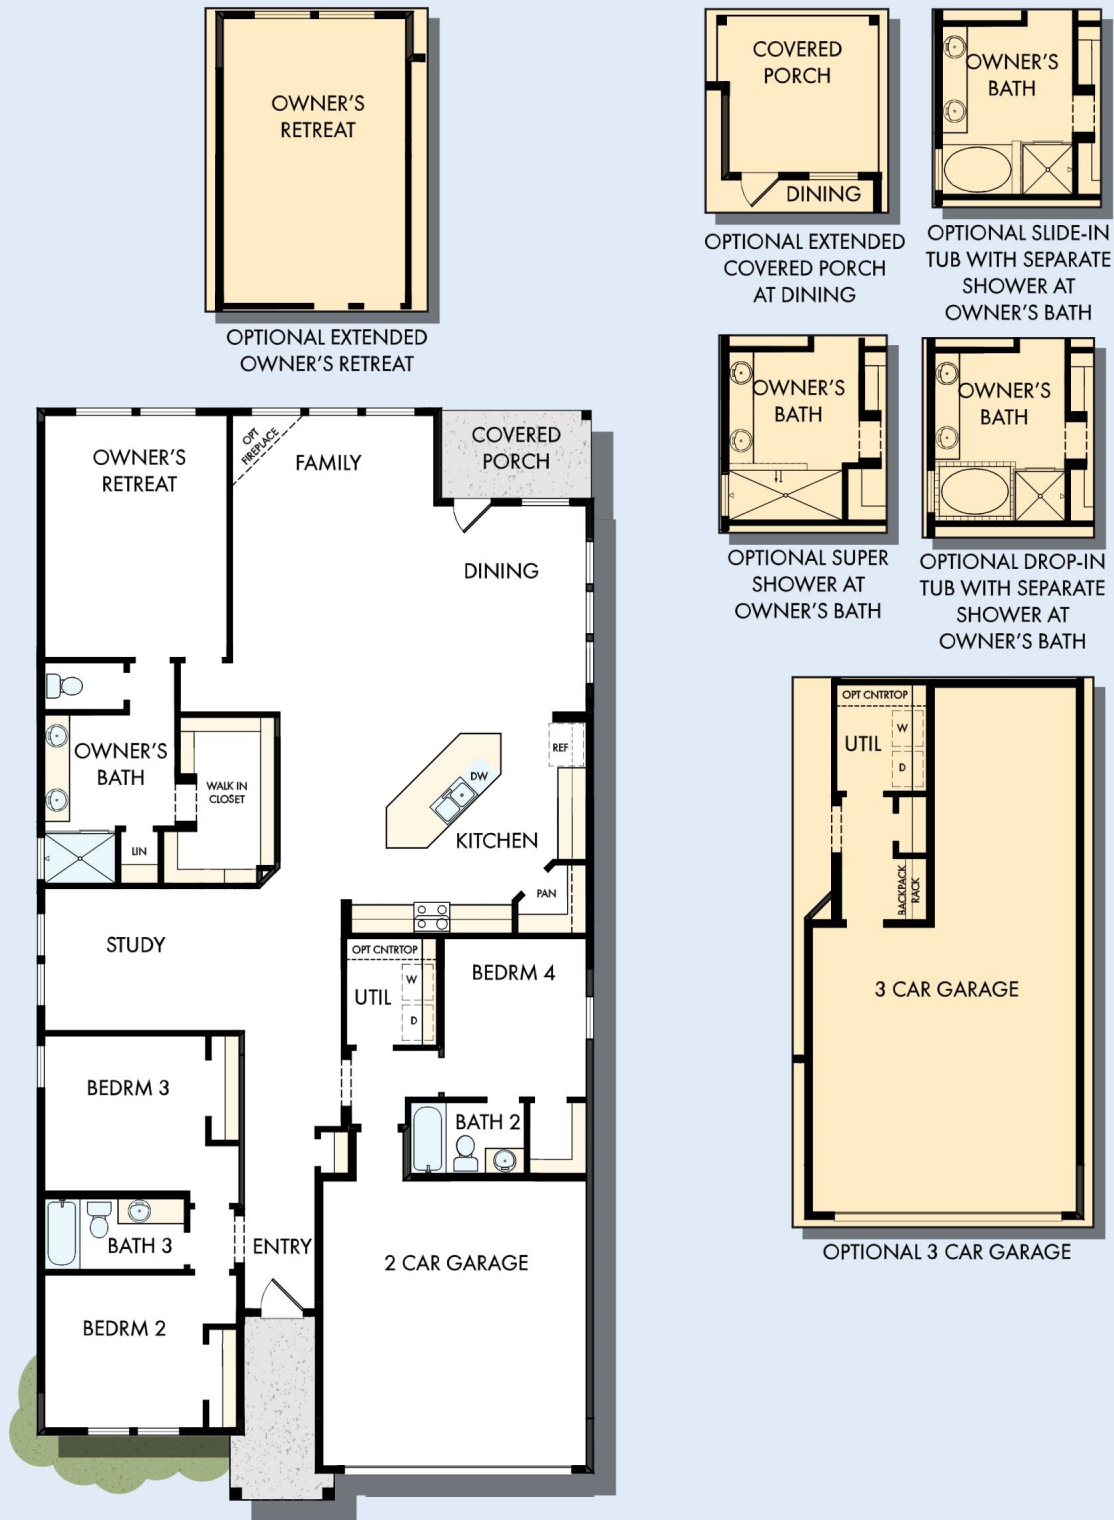 OWNER'S
RETREAT
OPTIONAL EXTENDED
OWNER'S RETREAT
COVERED
PORCH
DINING
OPTIONAL EXTENDED
COVERED PORCH
AT DINING
OWNER'S
BATH
OPTIONAL SLIDE-IN
TUB WITH SEPARATE
SHOWER AT
OWNER'S BATH
OWNER'S
BATH
OPTIONAL SUPER
SHOWER AT
OWNER'S BATH
OWNER'S
BATH
OPTIONAL DROP-IN
TUB WITH SEPARATE
SHOWER AT
OWNER'S BATH
OWNER'S
RETREAT
OPT
FIREPLACE
FAMILY
COVERED
PORCH
DINING
OWNER'S
BATH
WALK IN
CLOSET
LIN
REF
DW
KITCHEN
PAN
STUDY
OPT CNTRTOP
W
UTIL
D
BEDRM 4
BEDRM 3
BATH 2
BATH 3
ENTRY
2 CAR GARAGE
BEDRM 2
OPT CNTRTOP
W
UTIL
D
BACKPACK
RACK
3 CAR GARAGE
OPTIONAL 3 CAR GARAGE